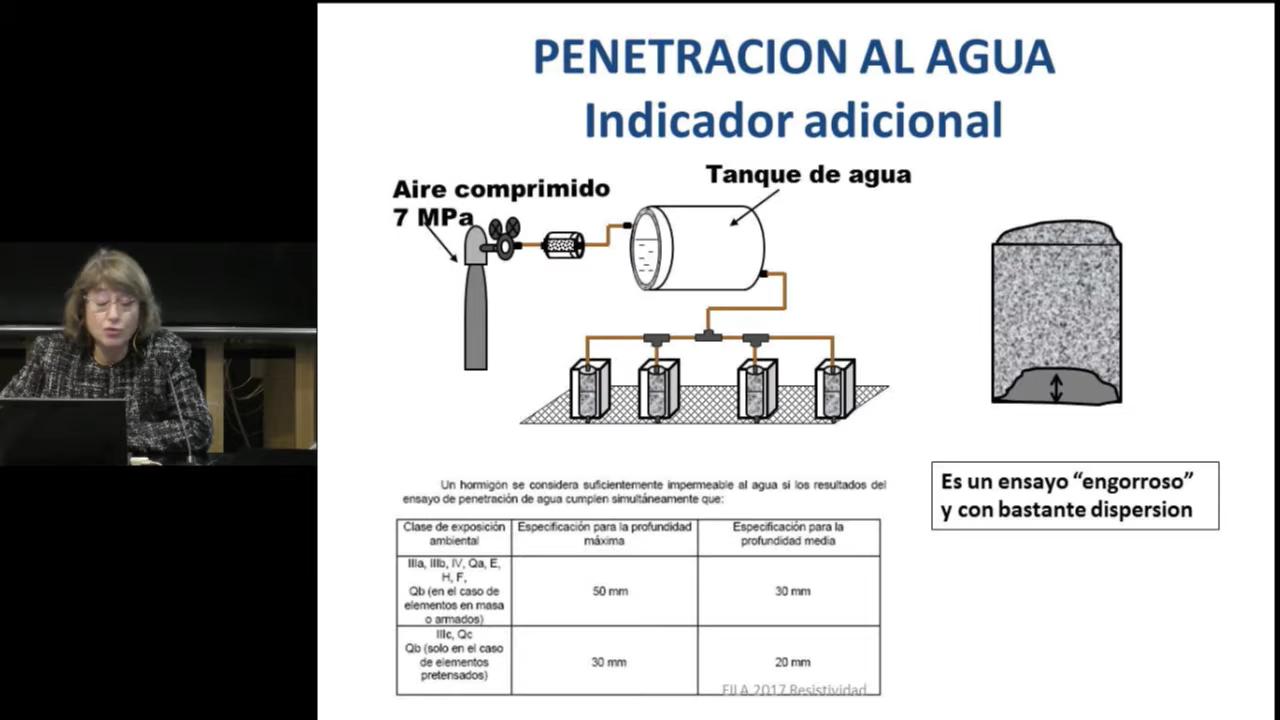 PENETRACION AL AGUA
Indicador adicional
Aire comprimido
7 MPa
Tanque de agua
Un hormigón se considera suficientemente impermeable al agua si los resultados del
ensayo de penetración de agua cumplen simultáneamente que:
Clase de exposición
ambiental
Especificación para la profundidad
máxima
Especificación para la
profundidad media
IIIa, IIIb, IV, Qa, E,
H, F,
Qb (en el caso de
elementos en masa
o armados)
50 mm
30 mm
IIIc, Qc
Qb (solo en el caso
de elementos
pretensados)
30 mm
20 mm
Es un ensayo “engorroso”
y con bastante dispersion
2017 Resistividad